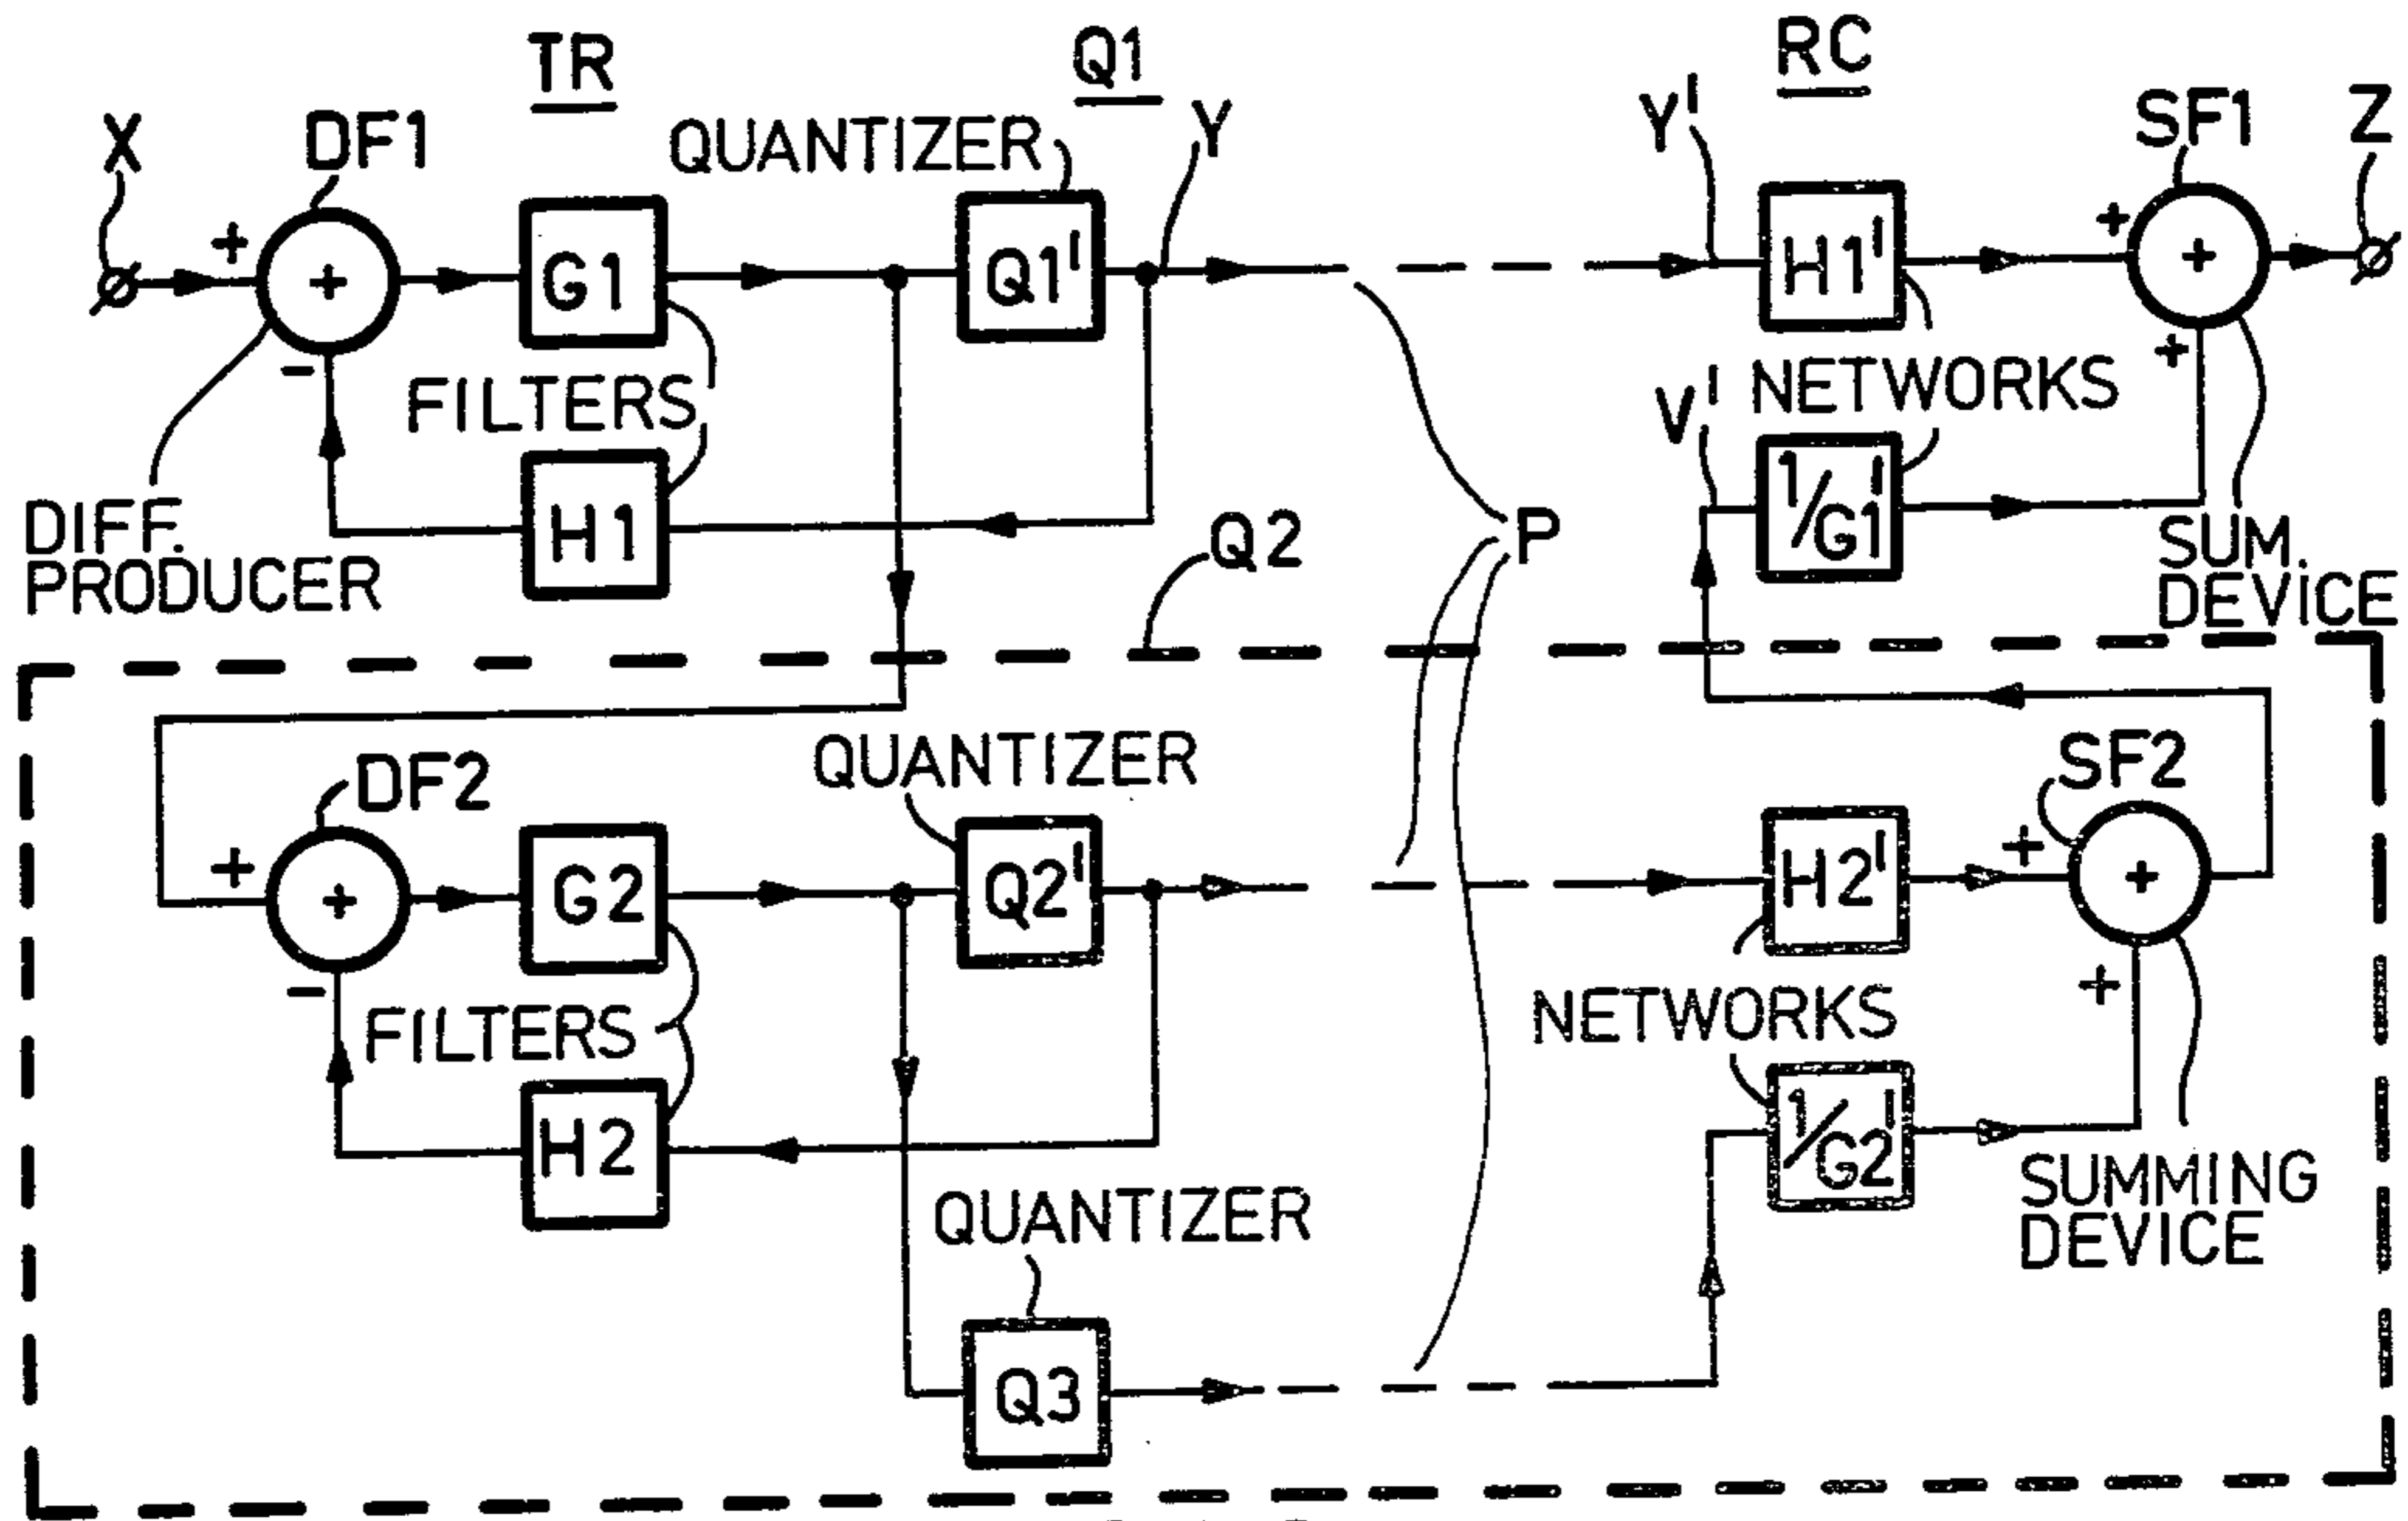 TR
Q1
RC
X
DF1
QUANTIZER
Y
Y'
SF1
Z
+
+
G1
Q1'
H1'
+
+
-
FILTERS
+
V'
NETWORKS
H1
1/G1'
DIFF.
PRODUCER
Q2
P
SUM.
DEVICE
QUANTIZER
DF2
SF2
+
+
G2
Q2'
H2'
+
+
-
FILTERS
+
NETWORKS
H2
1/G2'
QUANTIZER
SUMMING
DEVICE
Q3